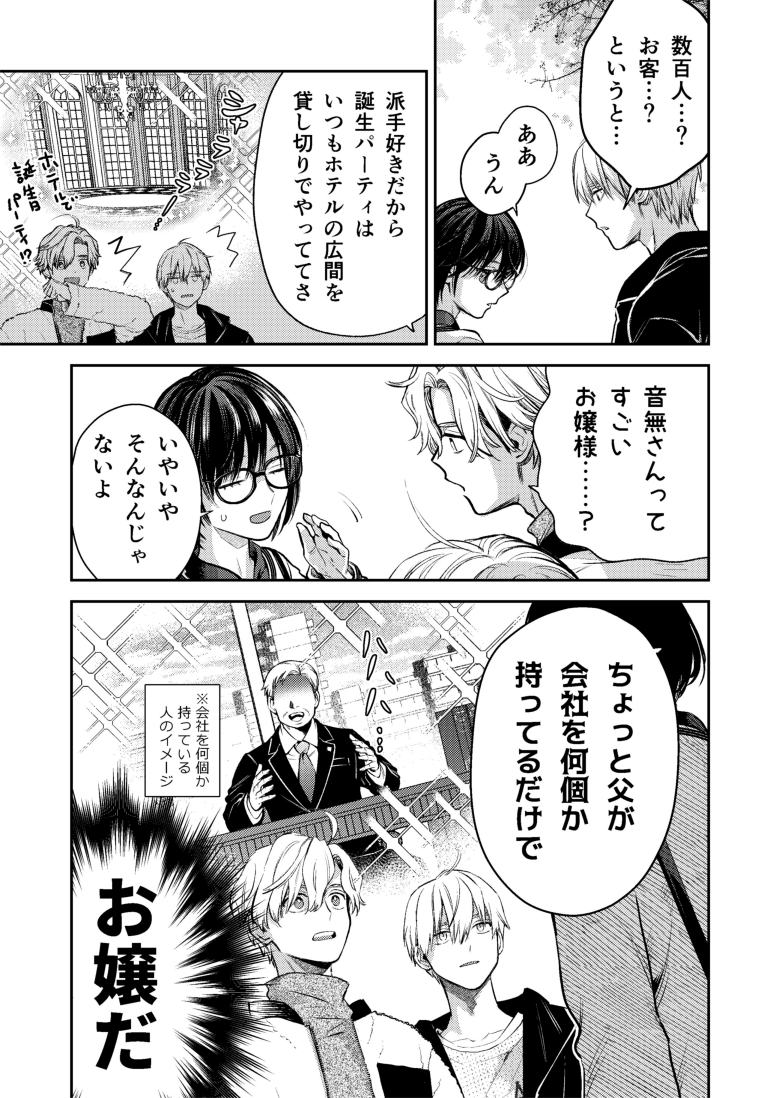 数百人…?
お客…?
というと…
ああ
うん
派手好きだから
誕生パーティは
いつもホテルの広間を
貸し切りでやっててさ
ホテルで
誕生日
パーティ!?
音無さんって
すごい
お嬢様……?
いやいや
そんなんじゃ
ないよ
ちょっと父が
会社を何個か
持ってるだけで
※会社を何個か
持っている
人のイメージ
お嬢だ